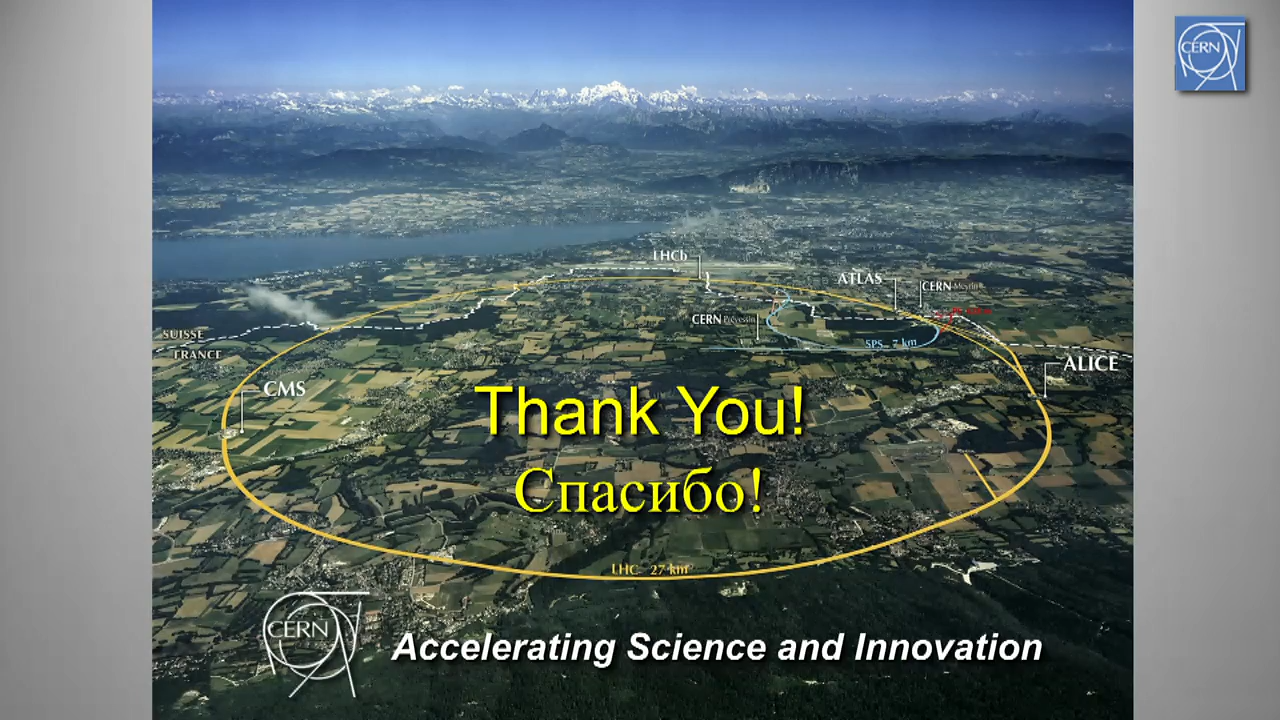 CERN
LHCb
ATLAS
CERN Meyrin
CERN Prévessin
SUISSE
FRANCE
SPS 7 km
ALICE
CMS
Thank You!
Спасибо!
LHC 27 km
CERN
Accelerating Science and Innovation